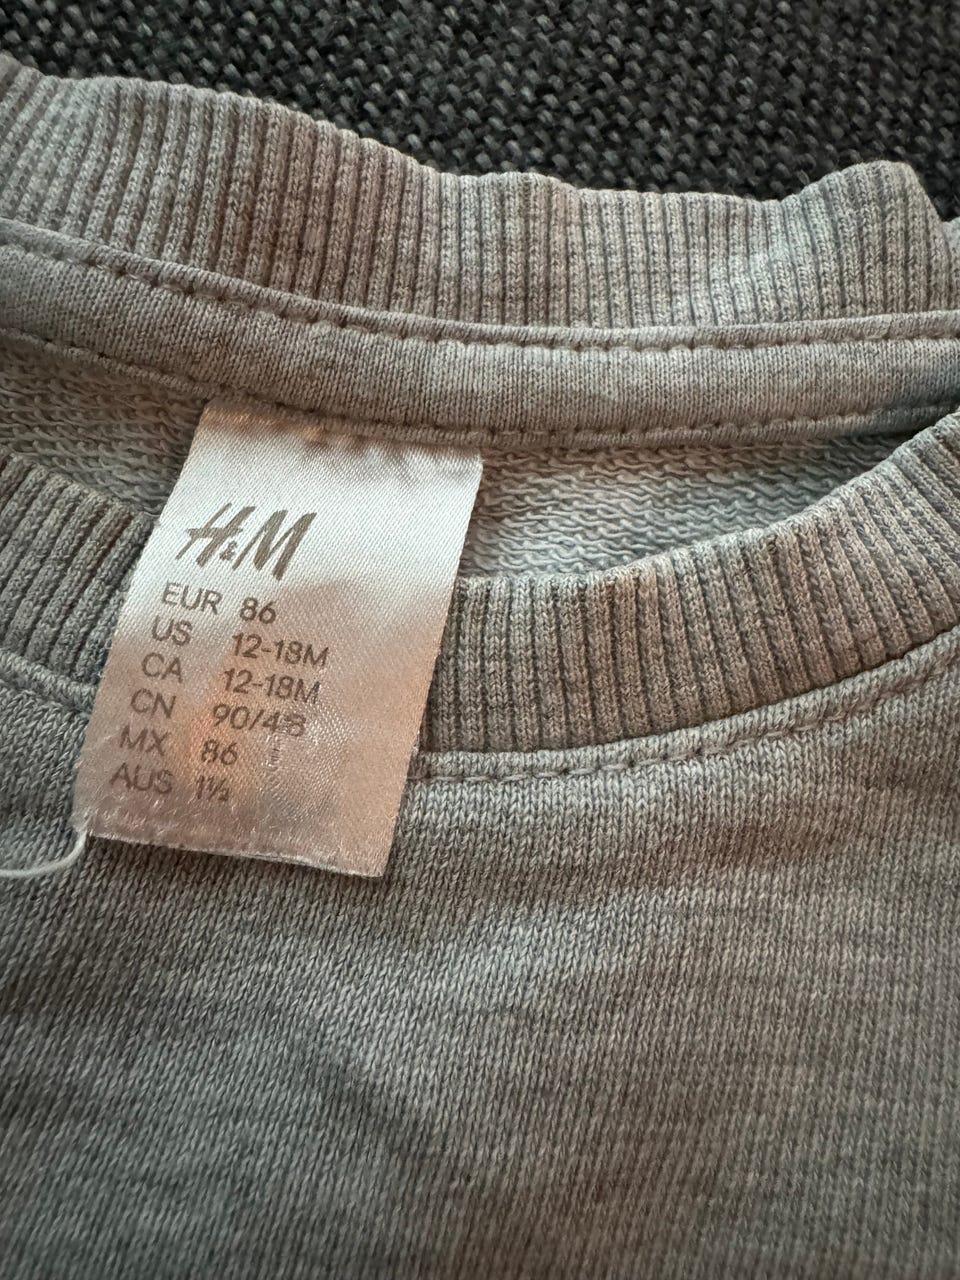 H&M
EUR 86
US 12-18M
CA 12-18M
CN 90/48
MX 86
AUS 1½